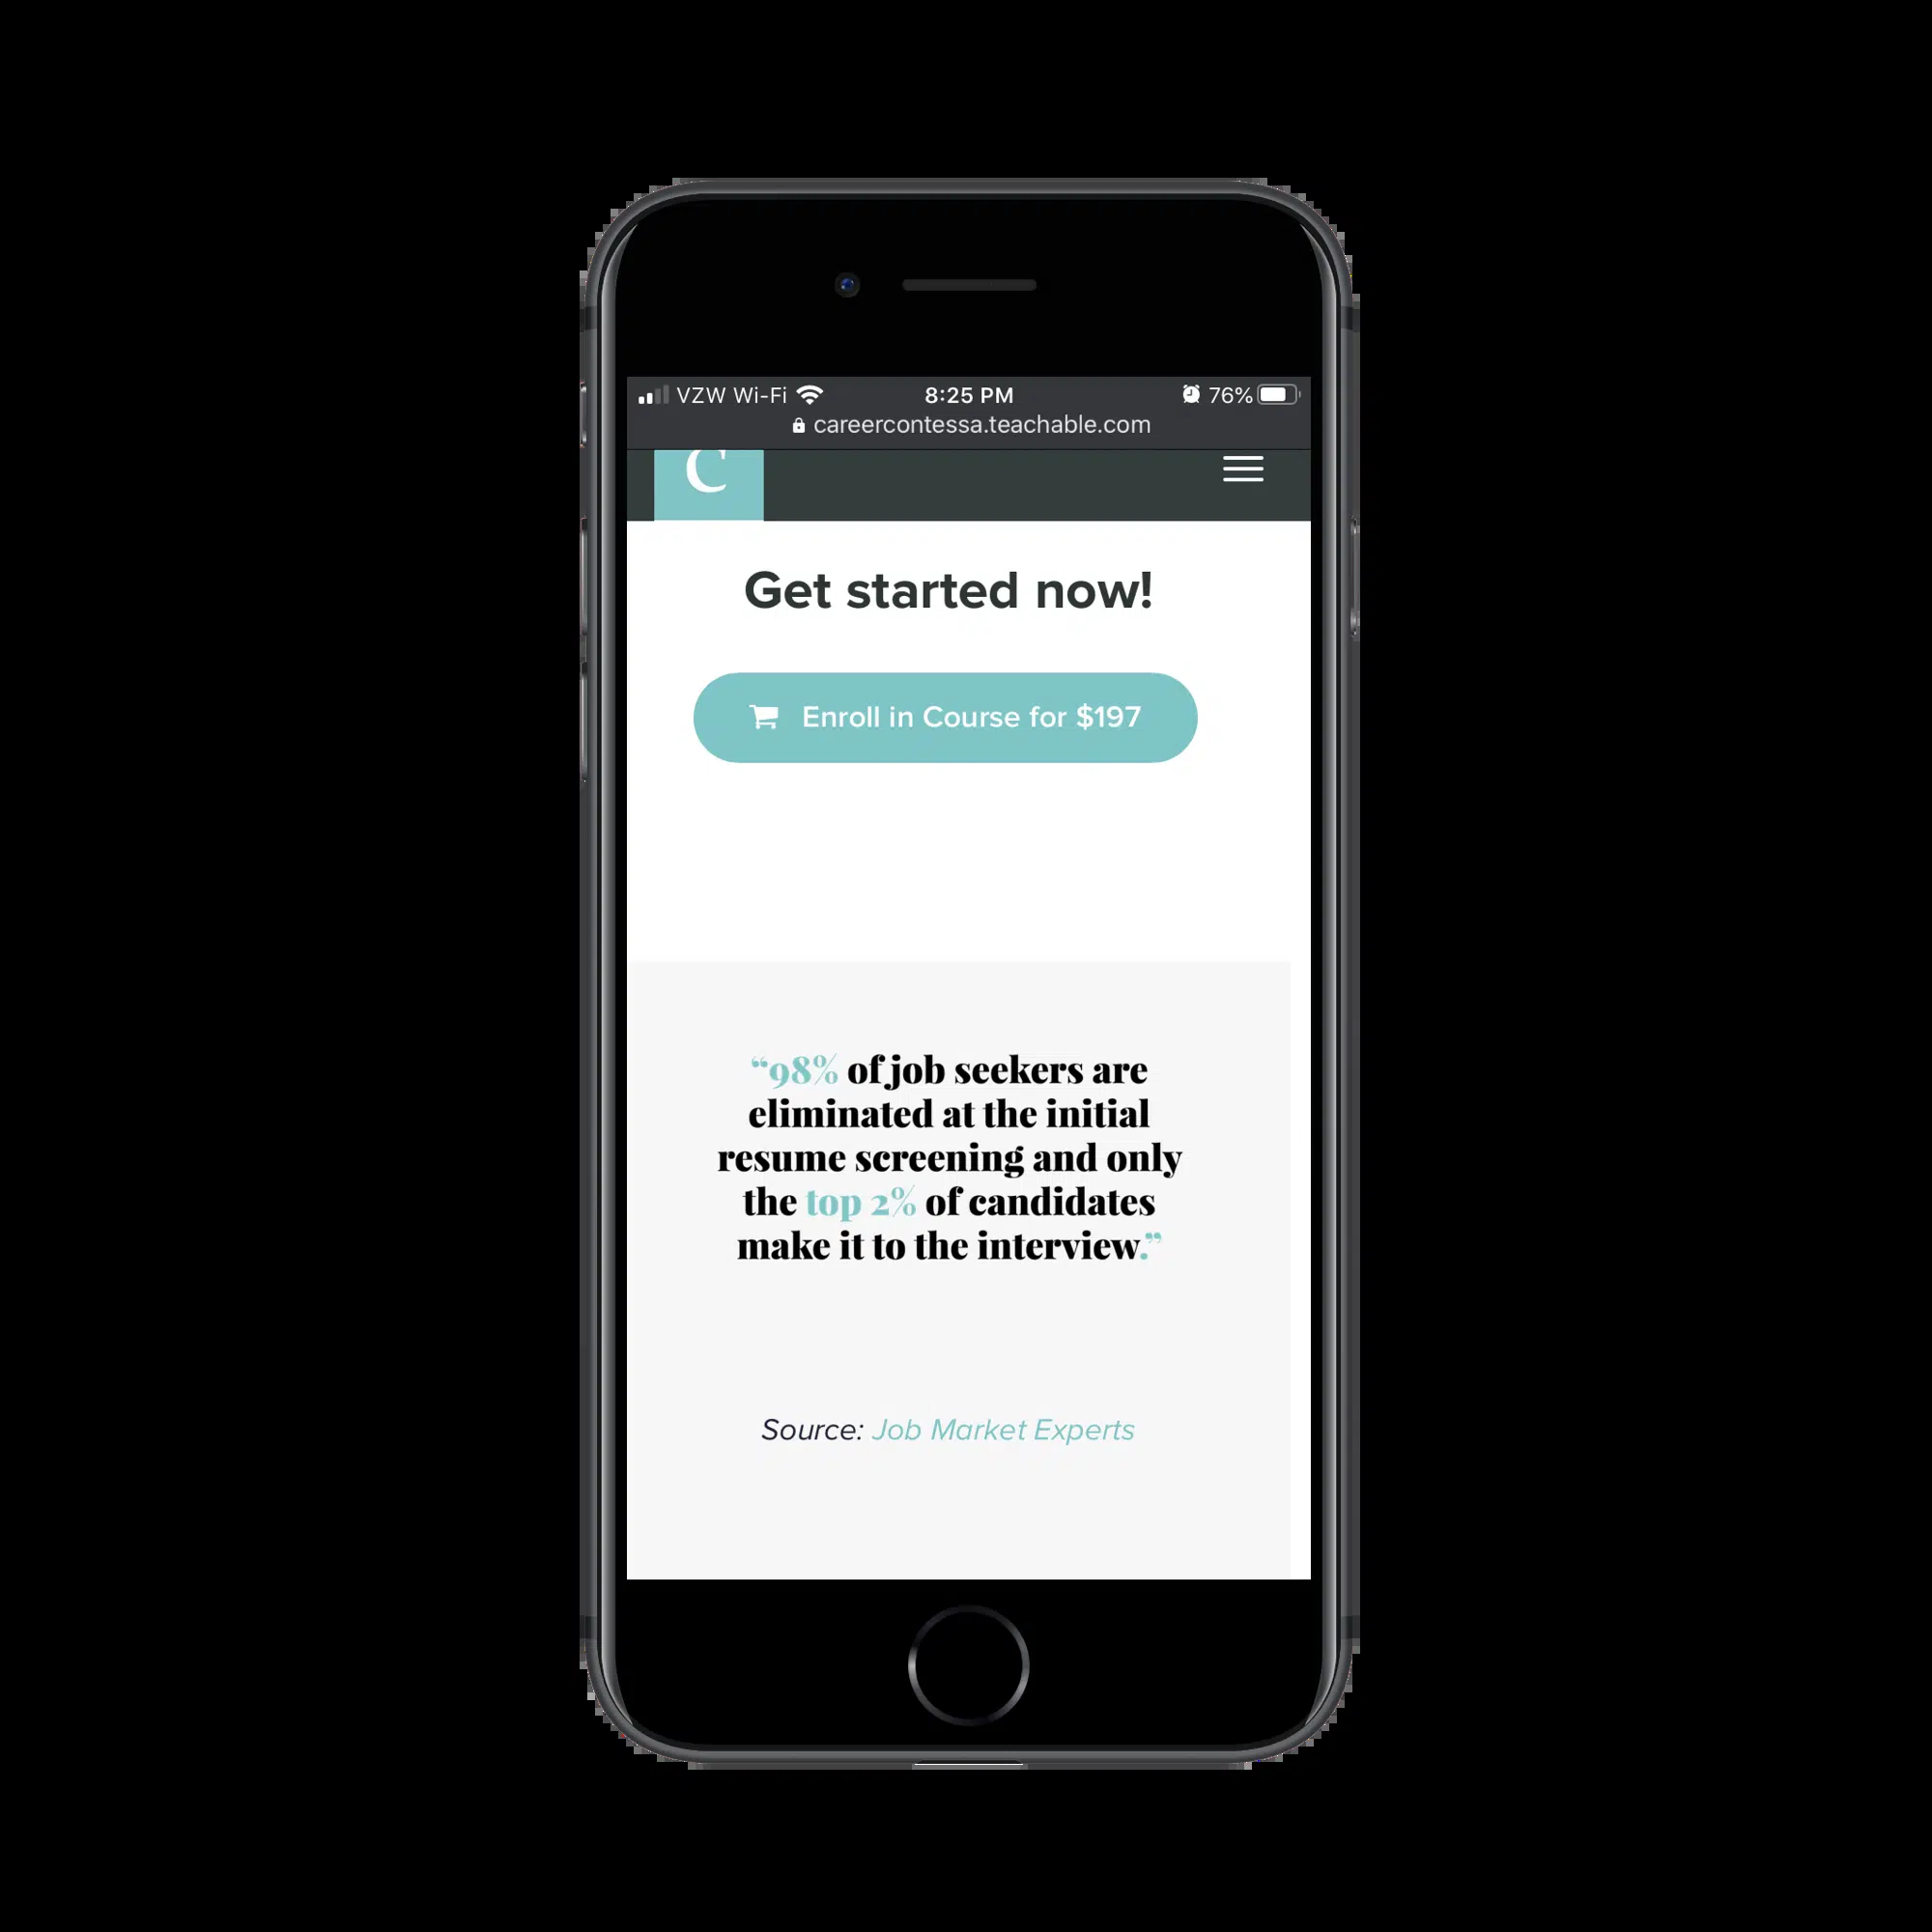 VZW Wi-Fi 8:25 PM 76%
careercontessa.teachable.com
C
Get started now!
Enroll in Course for $197
“98% of job seekers are
eliminated at the initial
resume screening and only
the top 2% of candidates
make it to the interview.”
Source: Job Market Experts